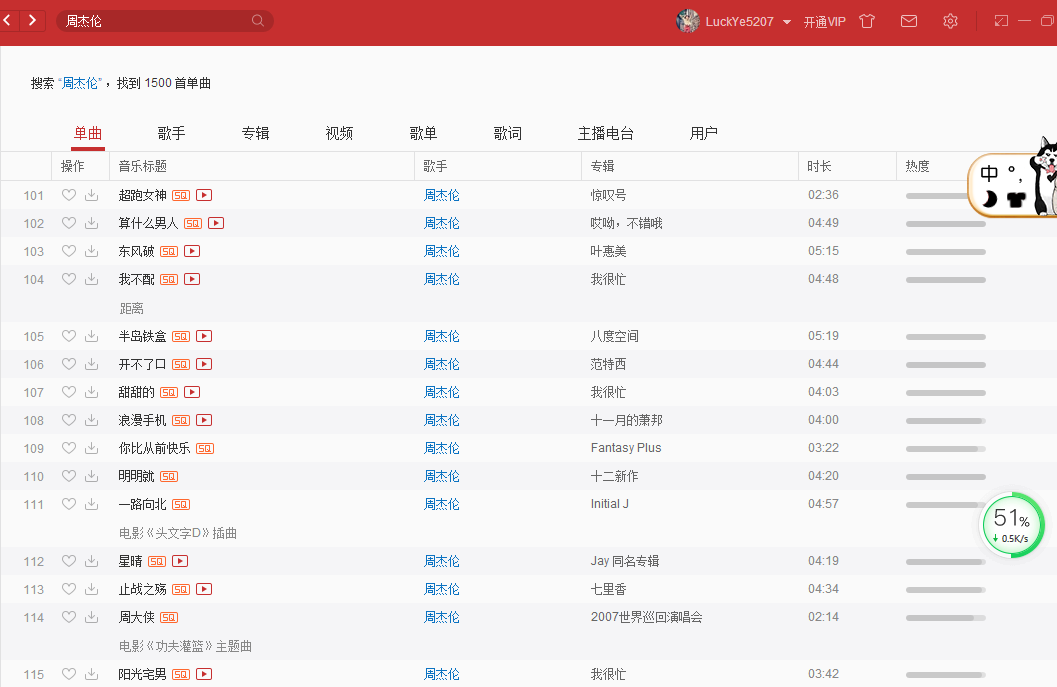 周杰伦 LuckYe5207 开通VIP
搜索 “周杰伦”，找到 1500 首单曲
单曲 歌手 专辑 视频 歌单 歌词 主播电台 用户
操作 音乐标题 歌手 专辑 时长 热度
中 °,
101 超跑女神 SQ 周杰伦 惊叹号 02:36
102 算什么男人 SQ 周杰伦 哎呦，不错哦 04:49
103 东风破 SQ 周杰伦 叶惠美 05:15
104 我不配 SQ 周杰伦 我很忙 04:48
距离
105 半岛铁盒 SQ 周杰伦 八度空间 05:19
106 开不了口 SQ 周杰伦 范特西 04:44
107 甜甜的 SQ 周杰伦 我很忙 04:03
108 浪漫手机 SQ 周杰伦 十一月的萧邦 04:00
109 你比从前快乐 SQ 周杰伦 Fantasy Plus 03:22
110 明明就 SQ 周杰伦 十二新作 04:20
111 一路向北 SQ 周杰伦 Initial J 04:57
51%
0.5K/s
电影《头文字D》插曲
112 星晴 SQ 周杰伦 Jay 同名专辑 04:19
113 止战之殇 SQ 周杰伦 七里香 04:34
114 周大侠 SQ 周杰伦 2007世界巡回演唱会 02:14
电影《功夫灌篮》主题曲
115 阳光宅男 SQ 周杰伦 我很忙 03:42